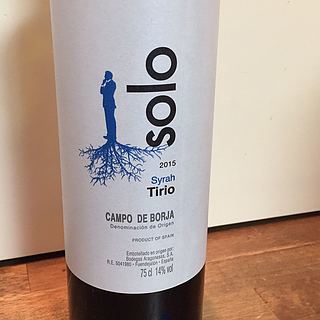 solo
2015
Syrah
Tirio
CAMPO DE BORJA
Denominación de Origen
PRODUCT OF SPAIN
Embotellado en origen por:
Bodegas Aragonesas, S.A.
R.E. 5041960 - Fuendejalón - España
75 cl 14% vol